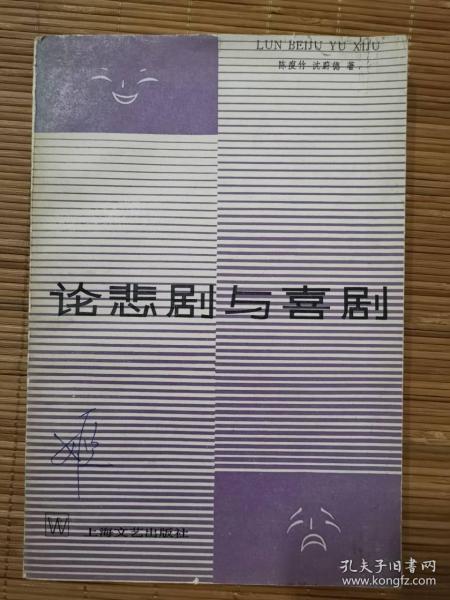 LUN BEIJU YU XIJU
陈瘦竹 沈蔚德 著
论悲剧与喜剧
W 上海文艺出版社
孔夫子旧书网
www.kongfz.com